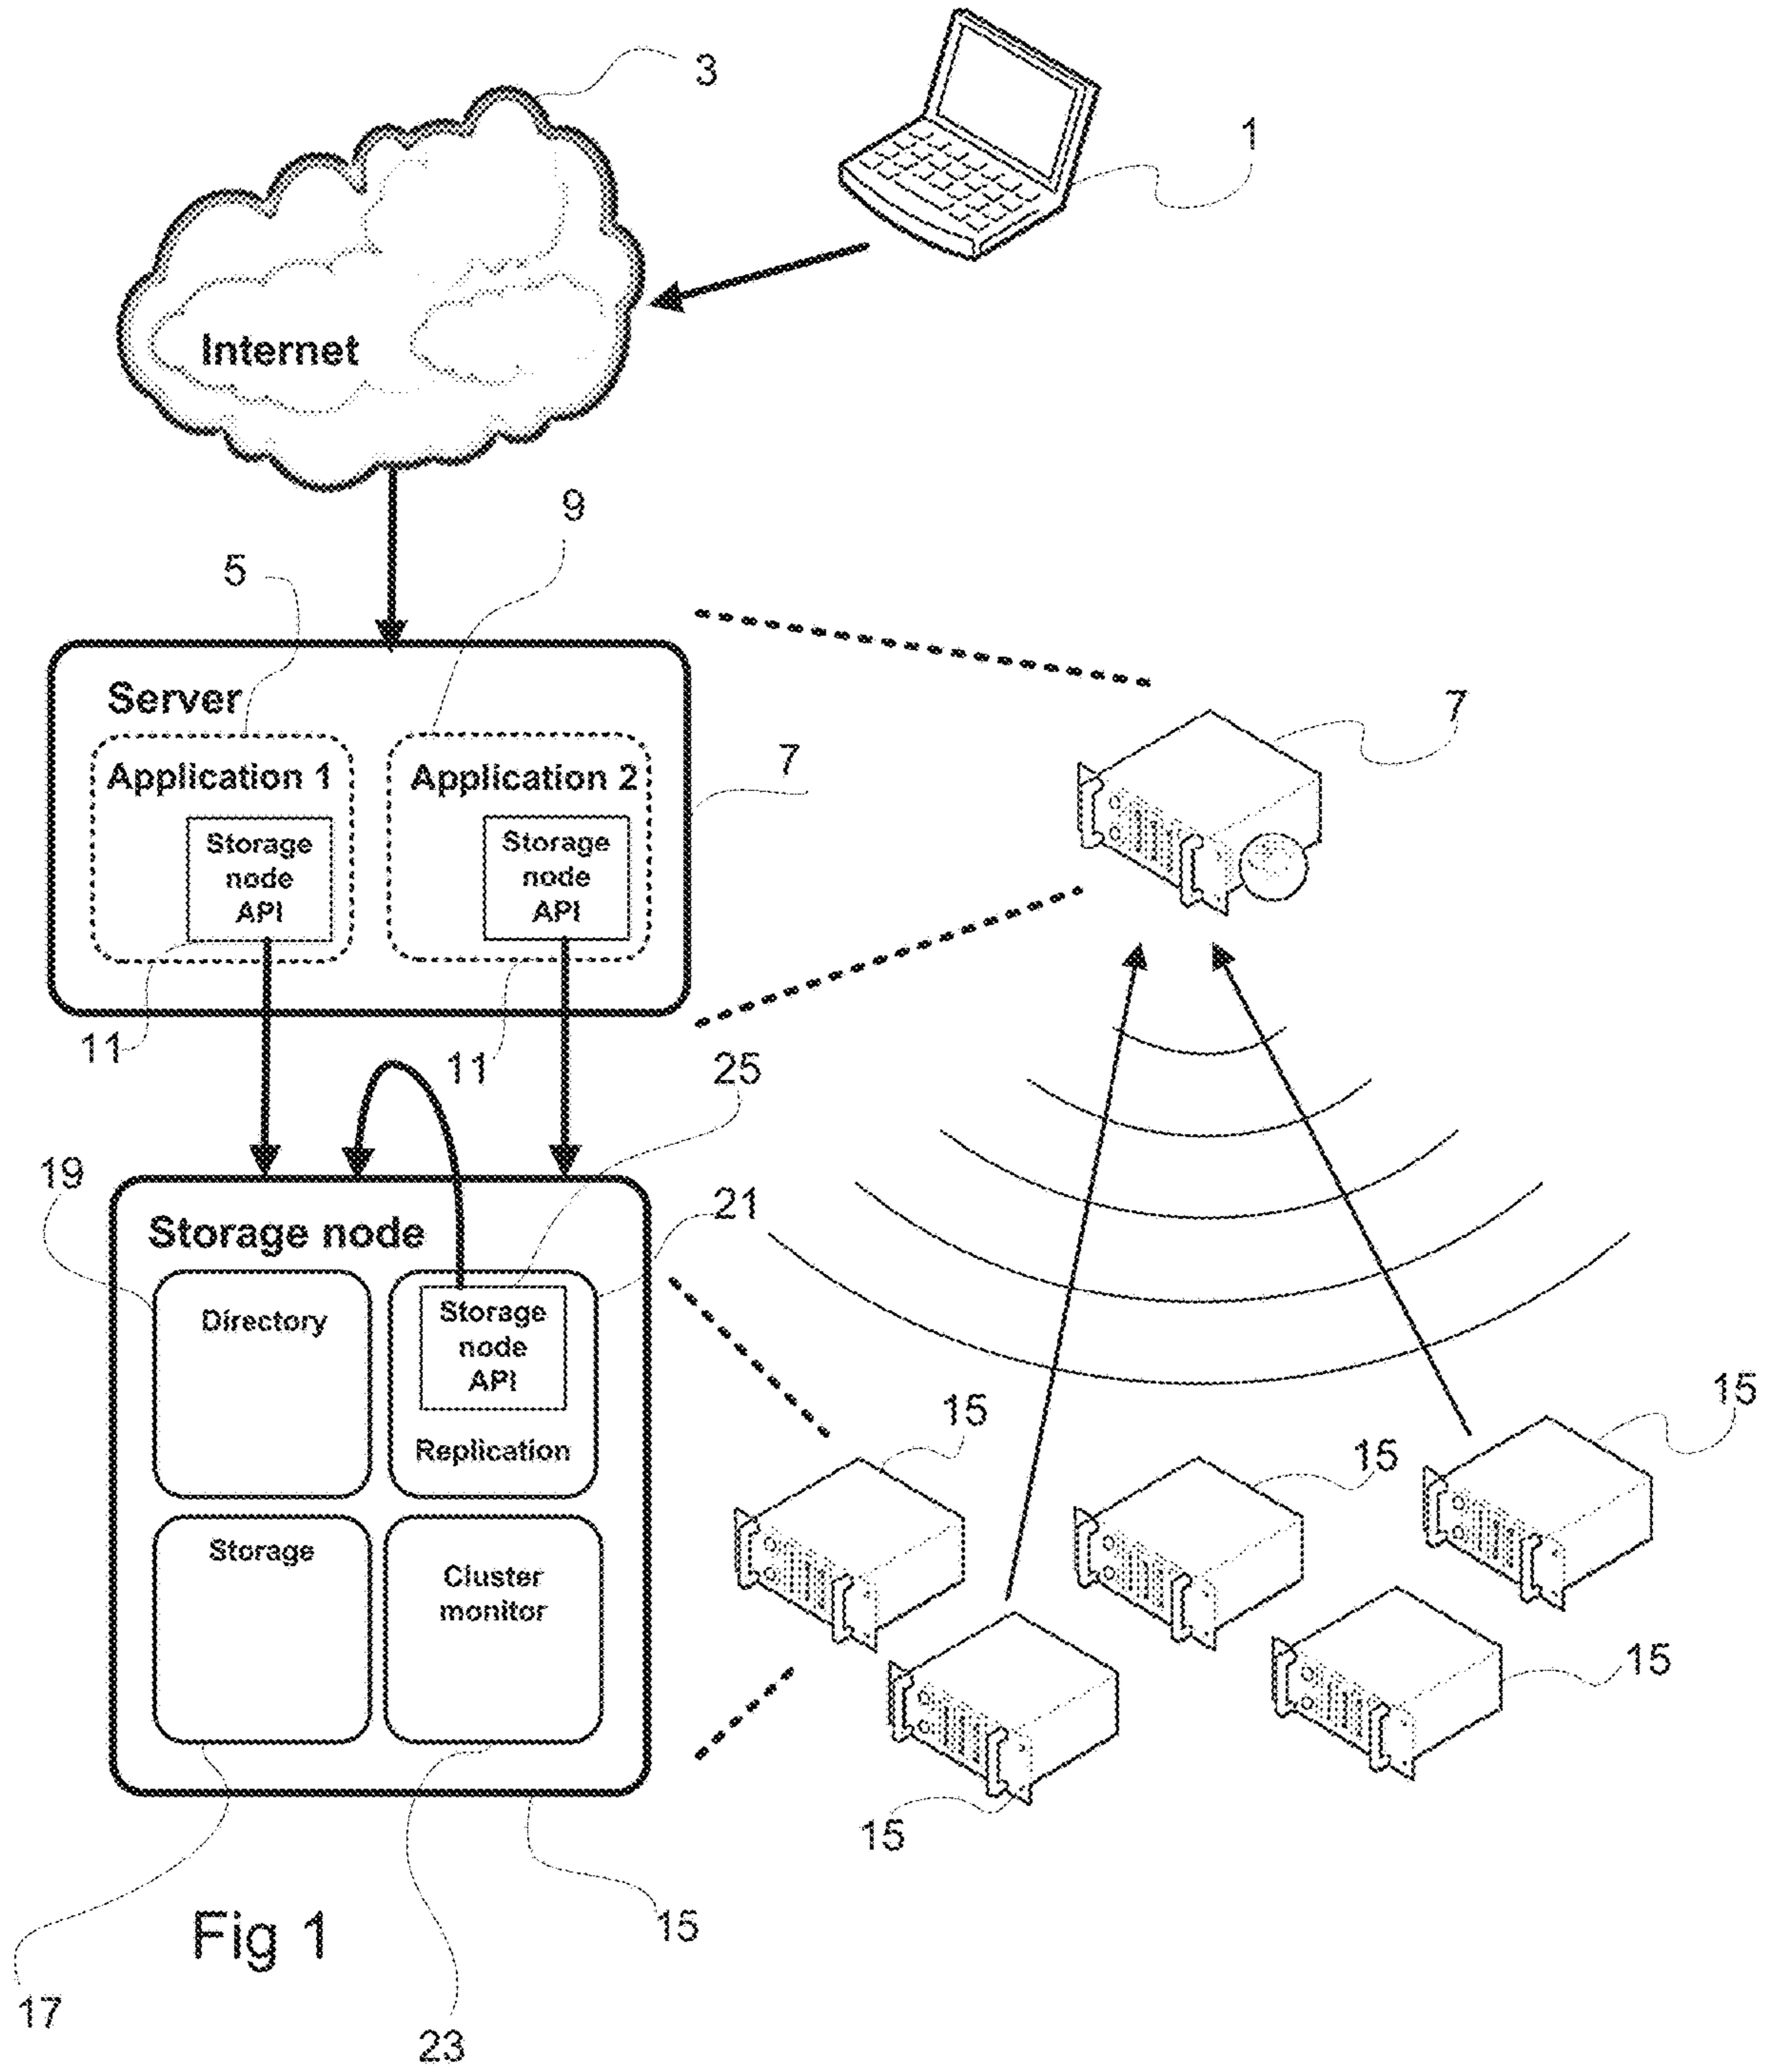 3
1
Internet
9
5
Server
7
7
Application 1
Application 2
Storage
node
API
Storage
node
API
11
11
25
19
21
Storage node
Directory
Storage
node
API
Replication
15
15
15
Storage
Cluster
monitor
15
15
15
Fig 1
17
23